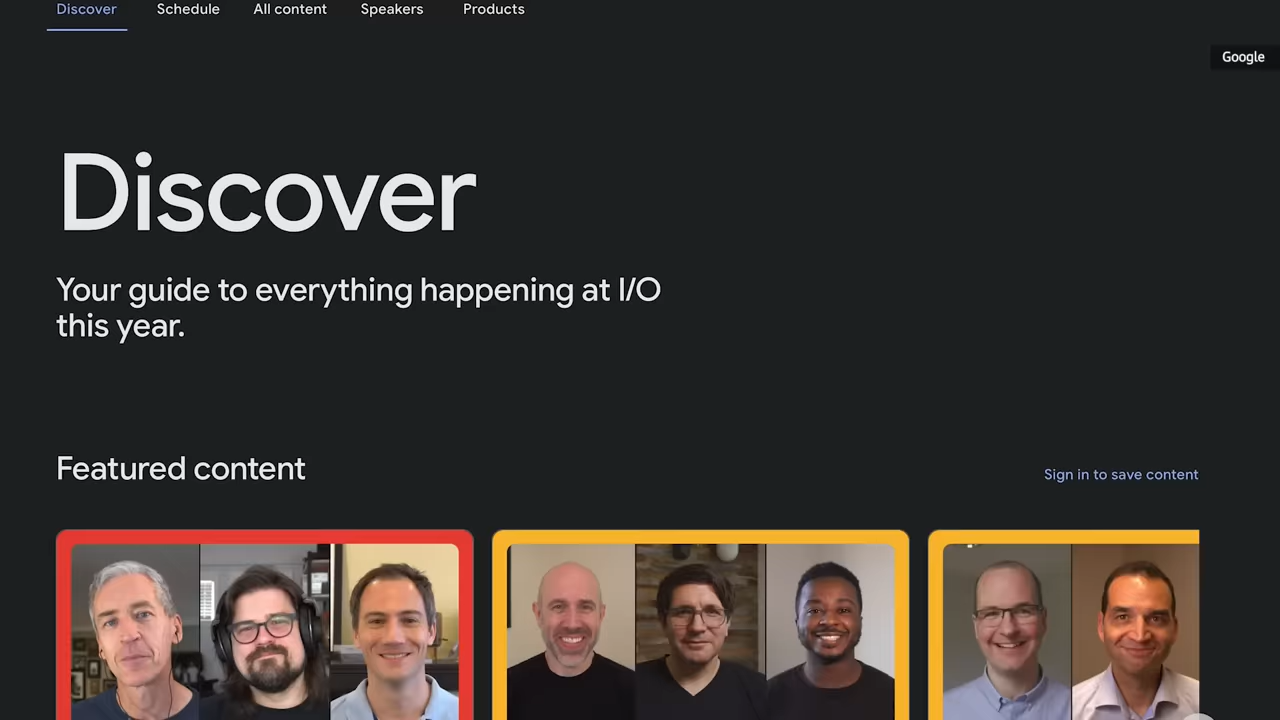 Discover Schedule All content Speakers Products
Google
Discover
Your guide to everything happening at I/O
this year.
Featured content
Sign in to save content